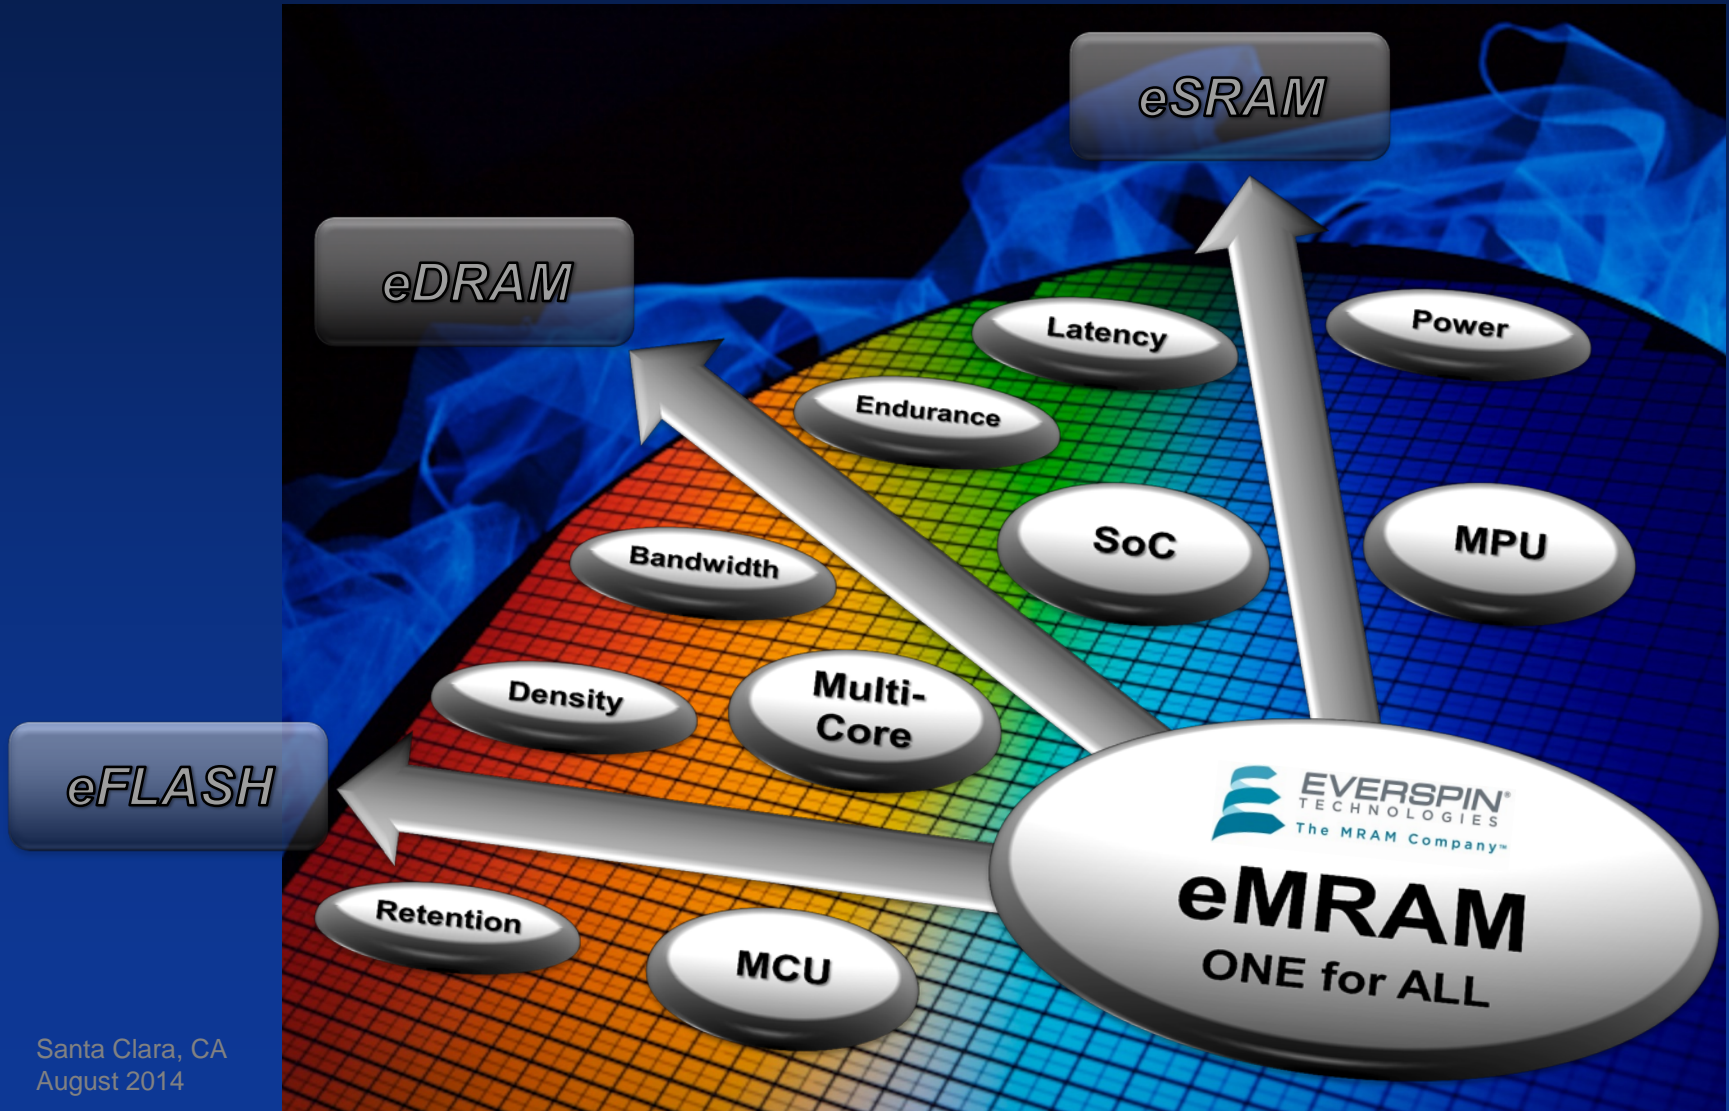 eSRAM
eDRAM
Latency
Power
Endurance
SoC
MPU
Bandwidth
Multi-
Core
Density
eFLASH
EVERSPIN®
TECHNOLOGIES
The MRAM Company™
eMRAM
ONE for ALL
Retention
MCU
Santa Clara, CA
August 2014